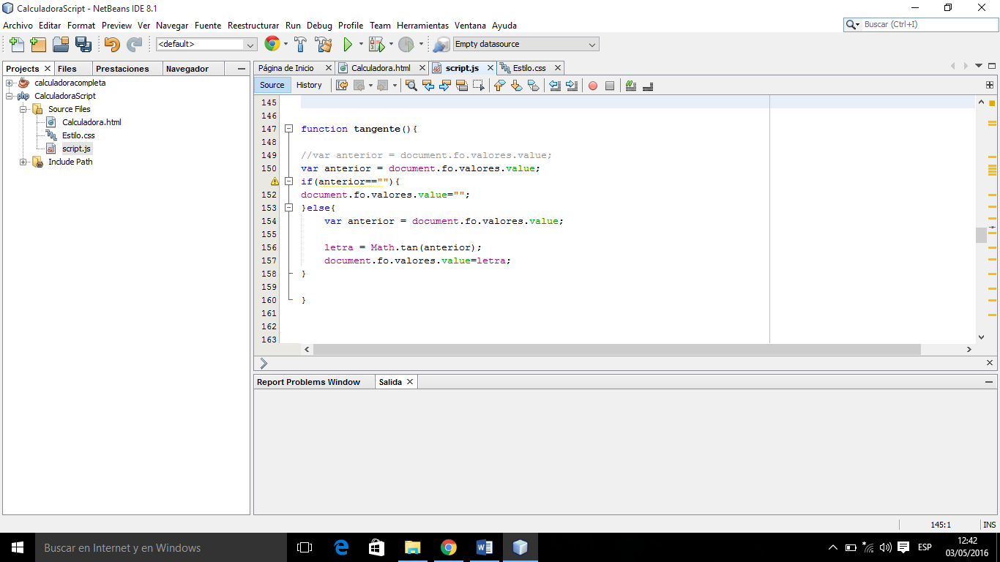 CalculadoraScript - NetBeans IDE 8.1
Archivo Editar Format Preview Ver Navegar Fuente Reestructurar Run Debug Profile Team Herramientas Ventana Ayuda
Buscar (Ctrl+I)
<default>
Empty datasource
Projects Files Prestaciones Navegador
calculadoracompleta
CalculadoraScript
Source Files
Calculadora.html
Estilo.css
script.js
Include Path
Página de Inicio Calculadora.html script.js Estilo.css
Source History
145
146
147 function tangente(){
148
149 //var anterior = document.fo.valores.value;
150 var anterior = document.fo.valores.value;
if(anterior==""){
152 document.fo.valores.value="";
153 }else{
154 var anterior = document.fo.valores.value;
155
156 letra = Math.tan(anterior);
157 document.fo.valores.value=letra;
158 }
159
160 }
161
162
163
Report Problems Window Salida
145:1 INS
Buscar en Internet y en Windows
ESP
12:42
03/05/2016